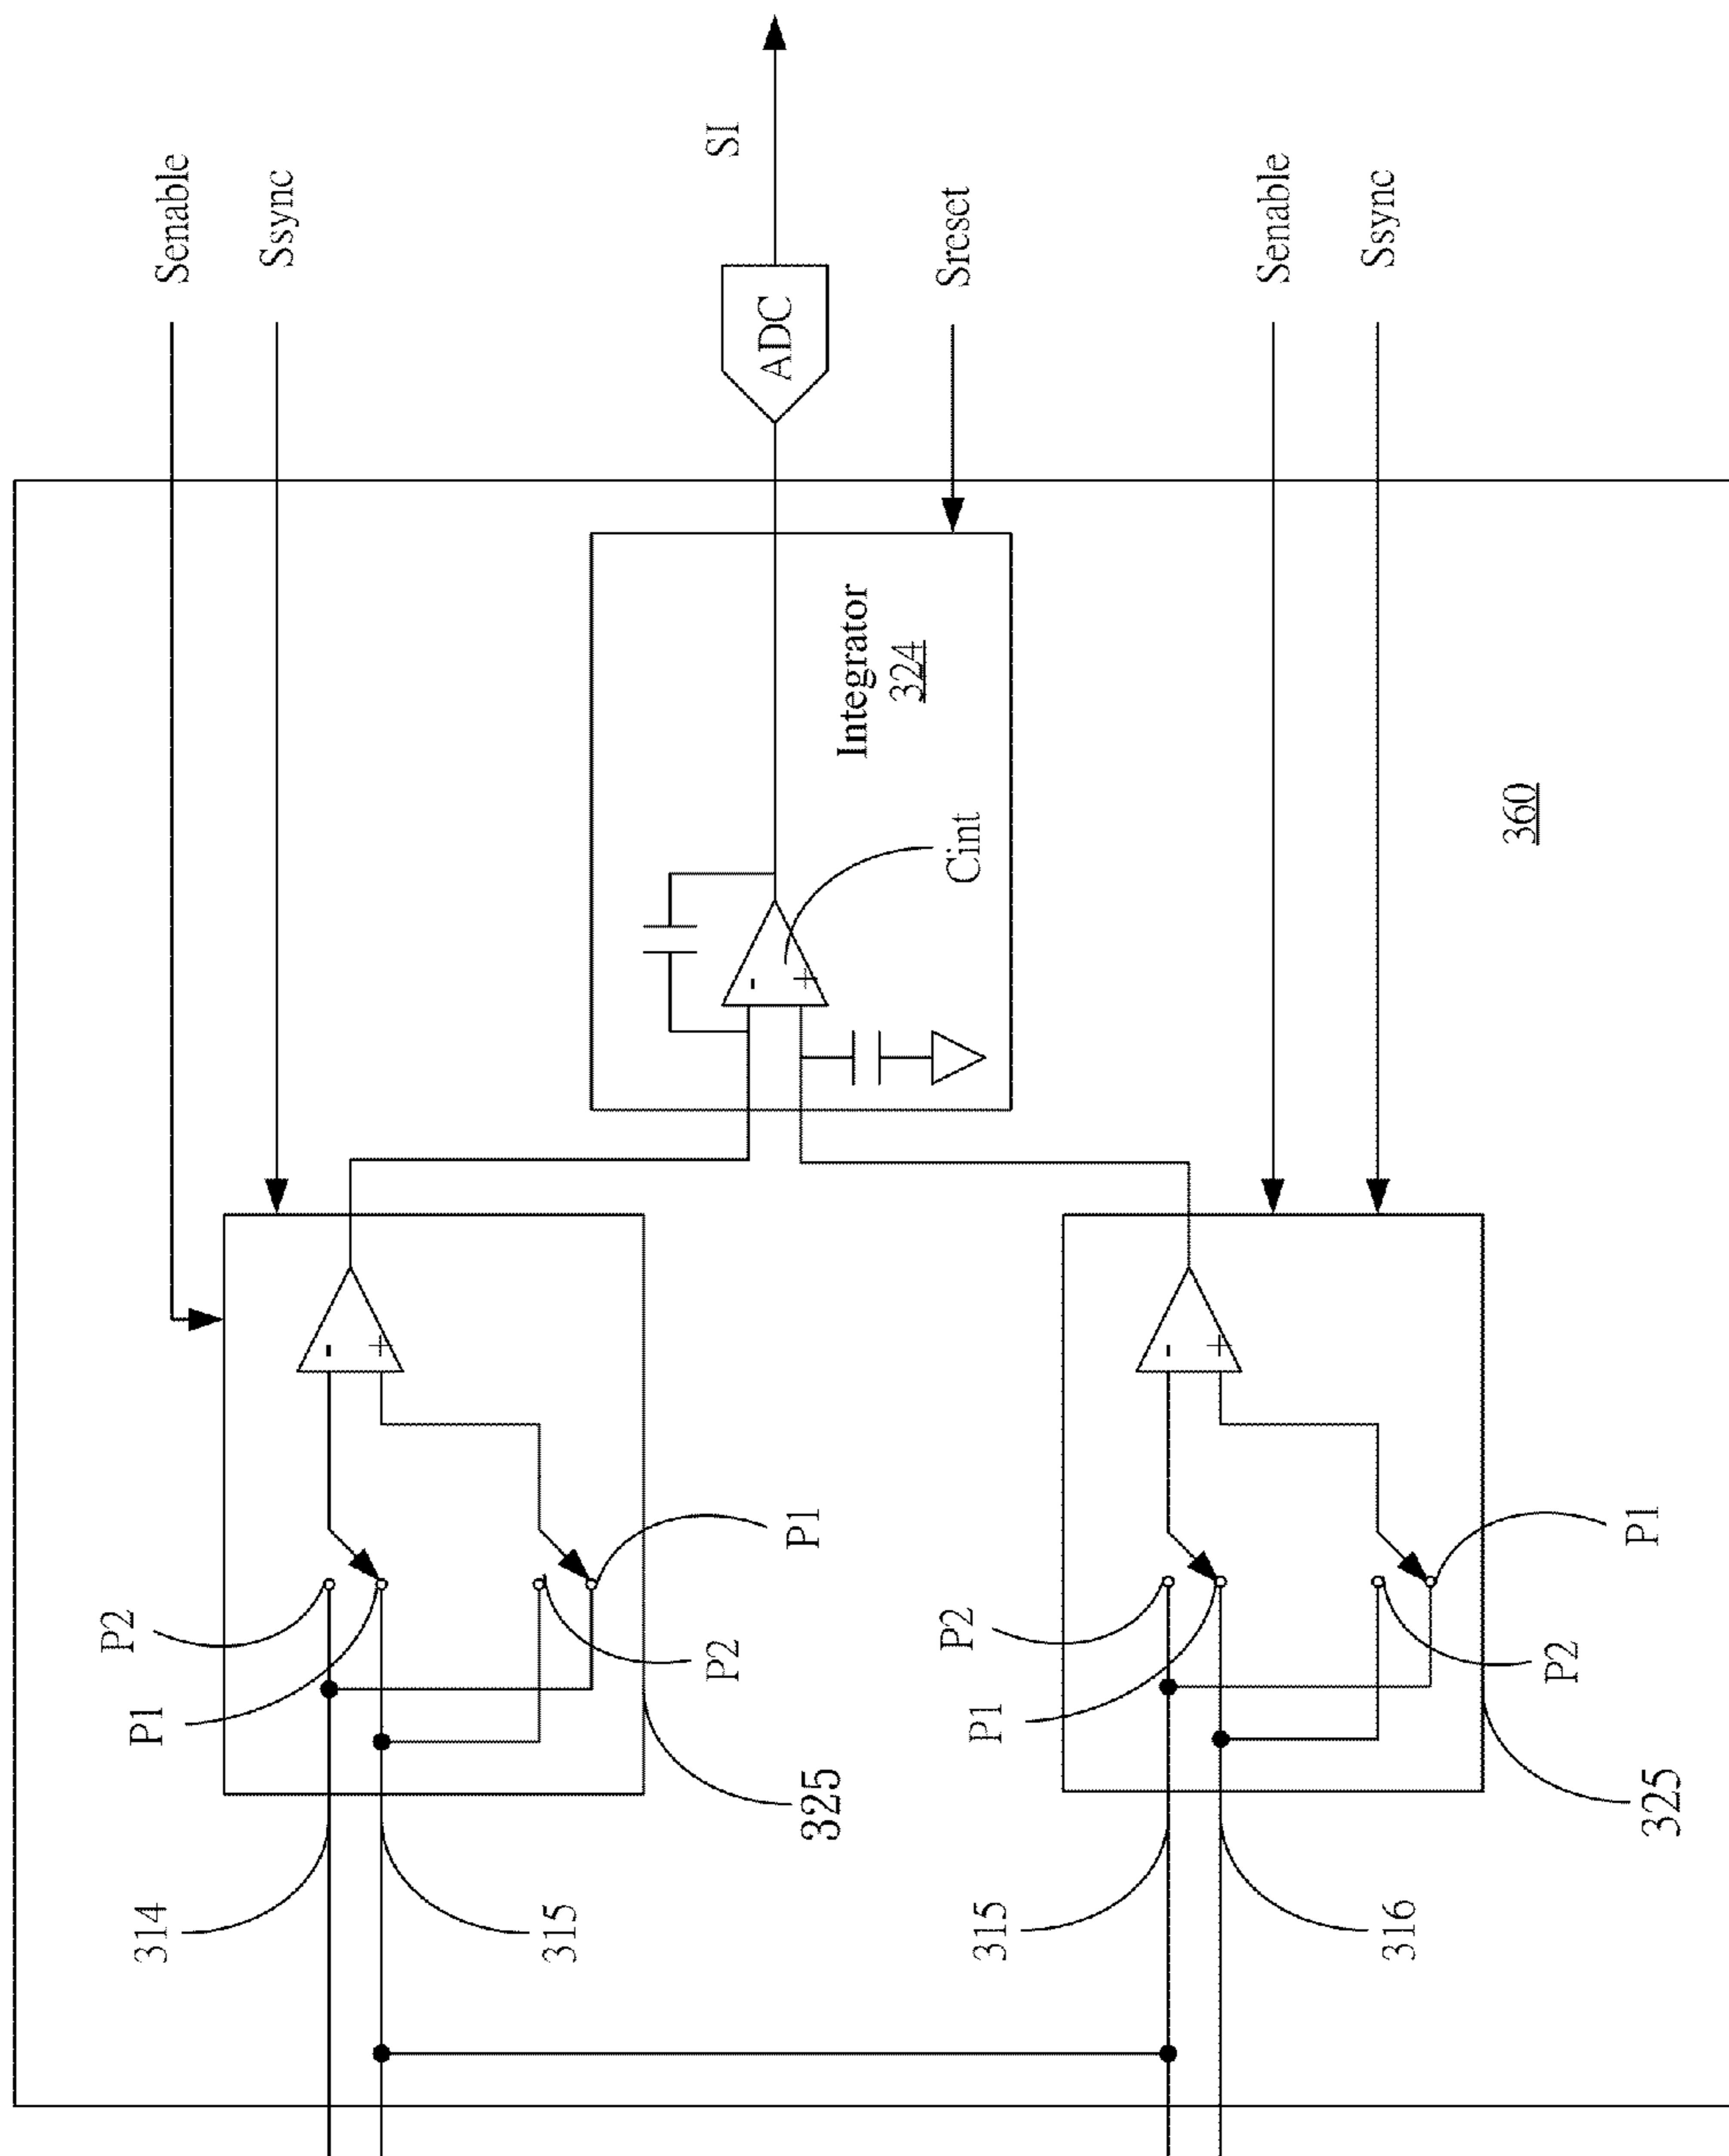 Senable
Ssync
SI
ADC
Sreset
Senable
Ssync
Integrator
324
Cint
360
-
+
-
+
-
+
P2
P1
P1
P2
325
P2
P1
P1
P2
325
314
315
315
316